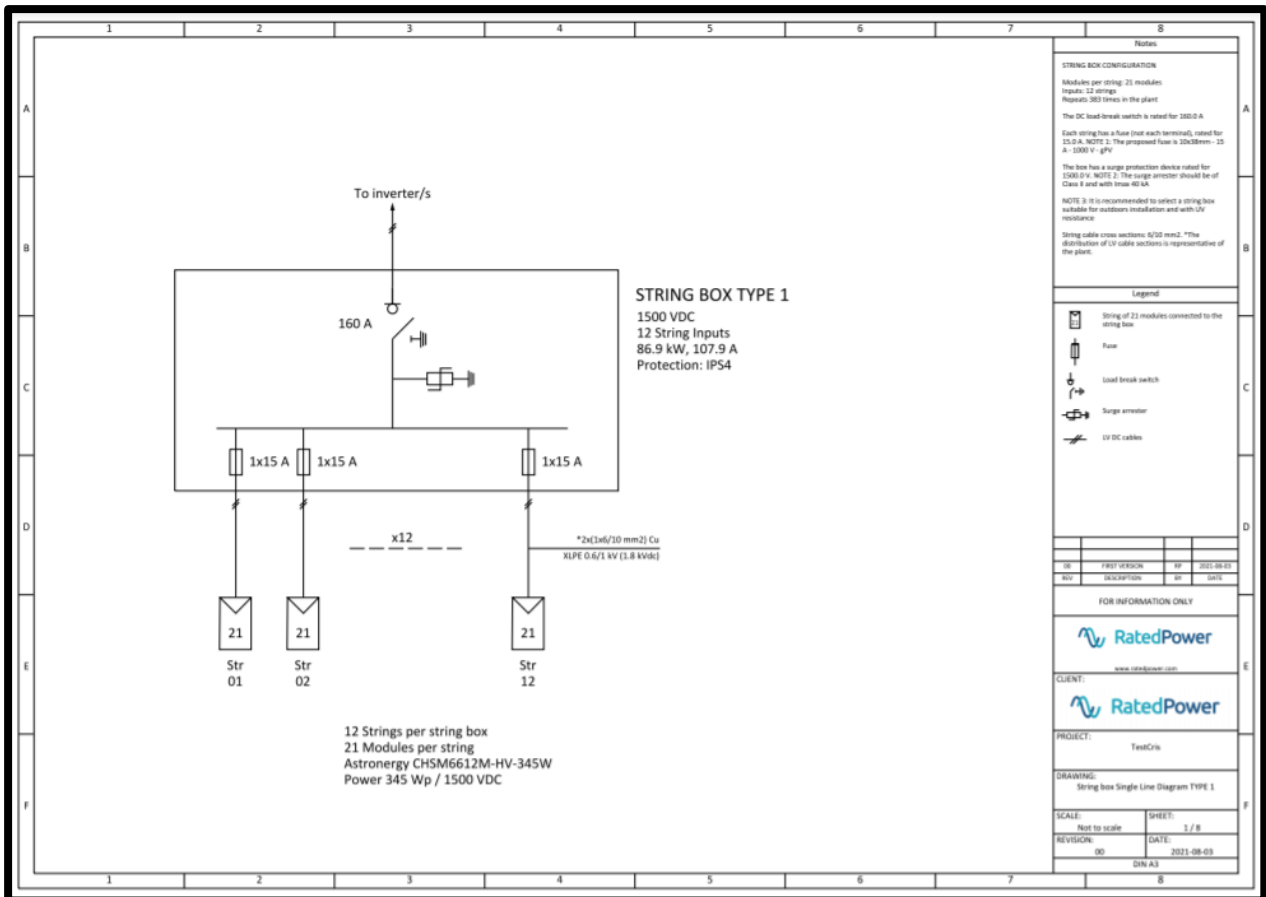 1 2 3 4 5 6 7 8
A
B
C
D
E
F
To inverter/s
160 A
STRING BOX TYPE 1
1500 VDC
12 String Inputs
86.9 kW, 107.9 A
Protection: IP54
1x15 A 1x15 A 1x15 A
x12
*2x(1x6/10 mm2) Cu
XLPE 0.6/1 kV (1.8 kVdc)
21 21 21
Str Str Str
01 02 12
12 Strings per string box
21 Modules per string
Astronergy CHSM6612M-HV-345W
Power 345 Wp / 1500 VDC
Notes
STRING BOX CONFIGURATION
Modules per string: 21 modules
Inputs: 12 strings
Repeats 383 times in the plant
The DC load-break switch is rated for 160.0 A
Each string has a fuse (not each terminal), rated for
15.0 A. NOTE 1: The proposed fuse is 10x38mm - 15
A - 1000 V - gPV
The box has a surge protection device rated for
1500.0 V. NOTE 2: The surge arrester should be of
Class II and with Imax 40 kA
NOTE 3: It is recommended to select a string box
suitable for outdoors installation and with UV
resistance
String cable cross sections: 6/10 mm2. *The
distribution of LV cable sections is representative of
the plant.
Legend
21
String of 21 modules connected to the
string box
Fuse
Load break switch
Surge arrester
LV DC cables
00 FIRST VERSION RP 2021-08-03
REV DESCRIPTION BY DATE
FOR INFORMATION ONLY
RatedPower
www.ratedpower.com
CLIENT:
RatedPower
PROJECT:
TestCris
DRAWING:
String box Single Line Diagram TYPE 1
SCALE: SHEET:
Not to scale 1 / 8
REVISION: DATE:
00 2021-08-03
DIN A3
A
B
C
D
E
F
1 2 3 4 5 6 7 8